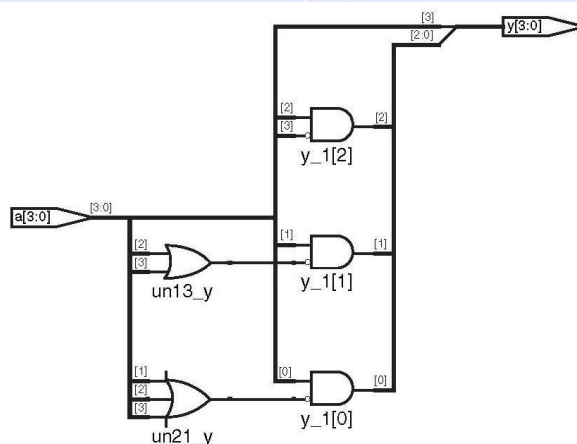 [3]
y[3:0]
[2:0]
[2]
[3]
[2]
y_1[2]
a[3:0]
[3:0]
[1]
[1]
[2]
[3]
un13_y
y_1[1]
[1]
[2]
[3]
[0]
[0]
un21_y
y_1[0]